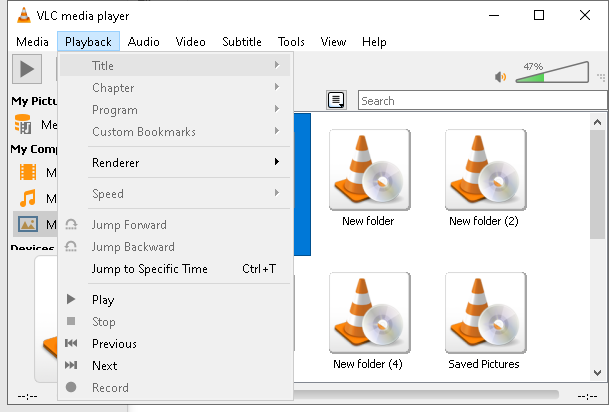 VLC media player
Media Playback Audio Video Subtitle Tools View Help
Title
47%
Chapter
Search
My Pictu
Program
Me
Custom Bookmarks
My Comp
Renderer
M
Speed
M
M
New folder
New folder (2)
Jump Forward
Devices
Jump Backward
Jump to Specific Time Ctrl+T
Play
Stop
Previous
Next
New folder (4)
Saved Pictures
Record
--:--
--:--